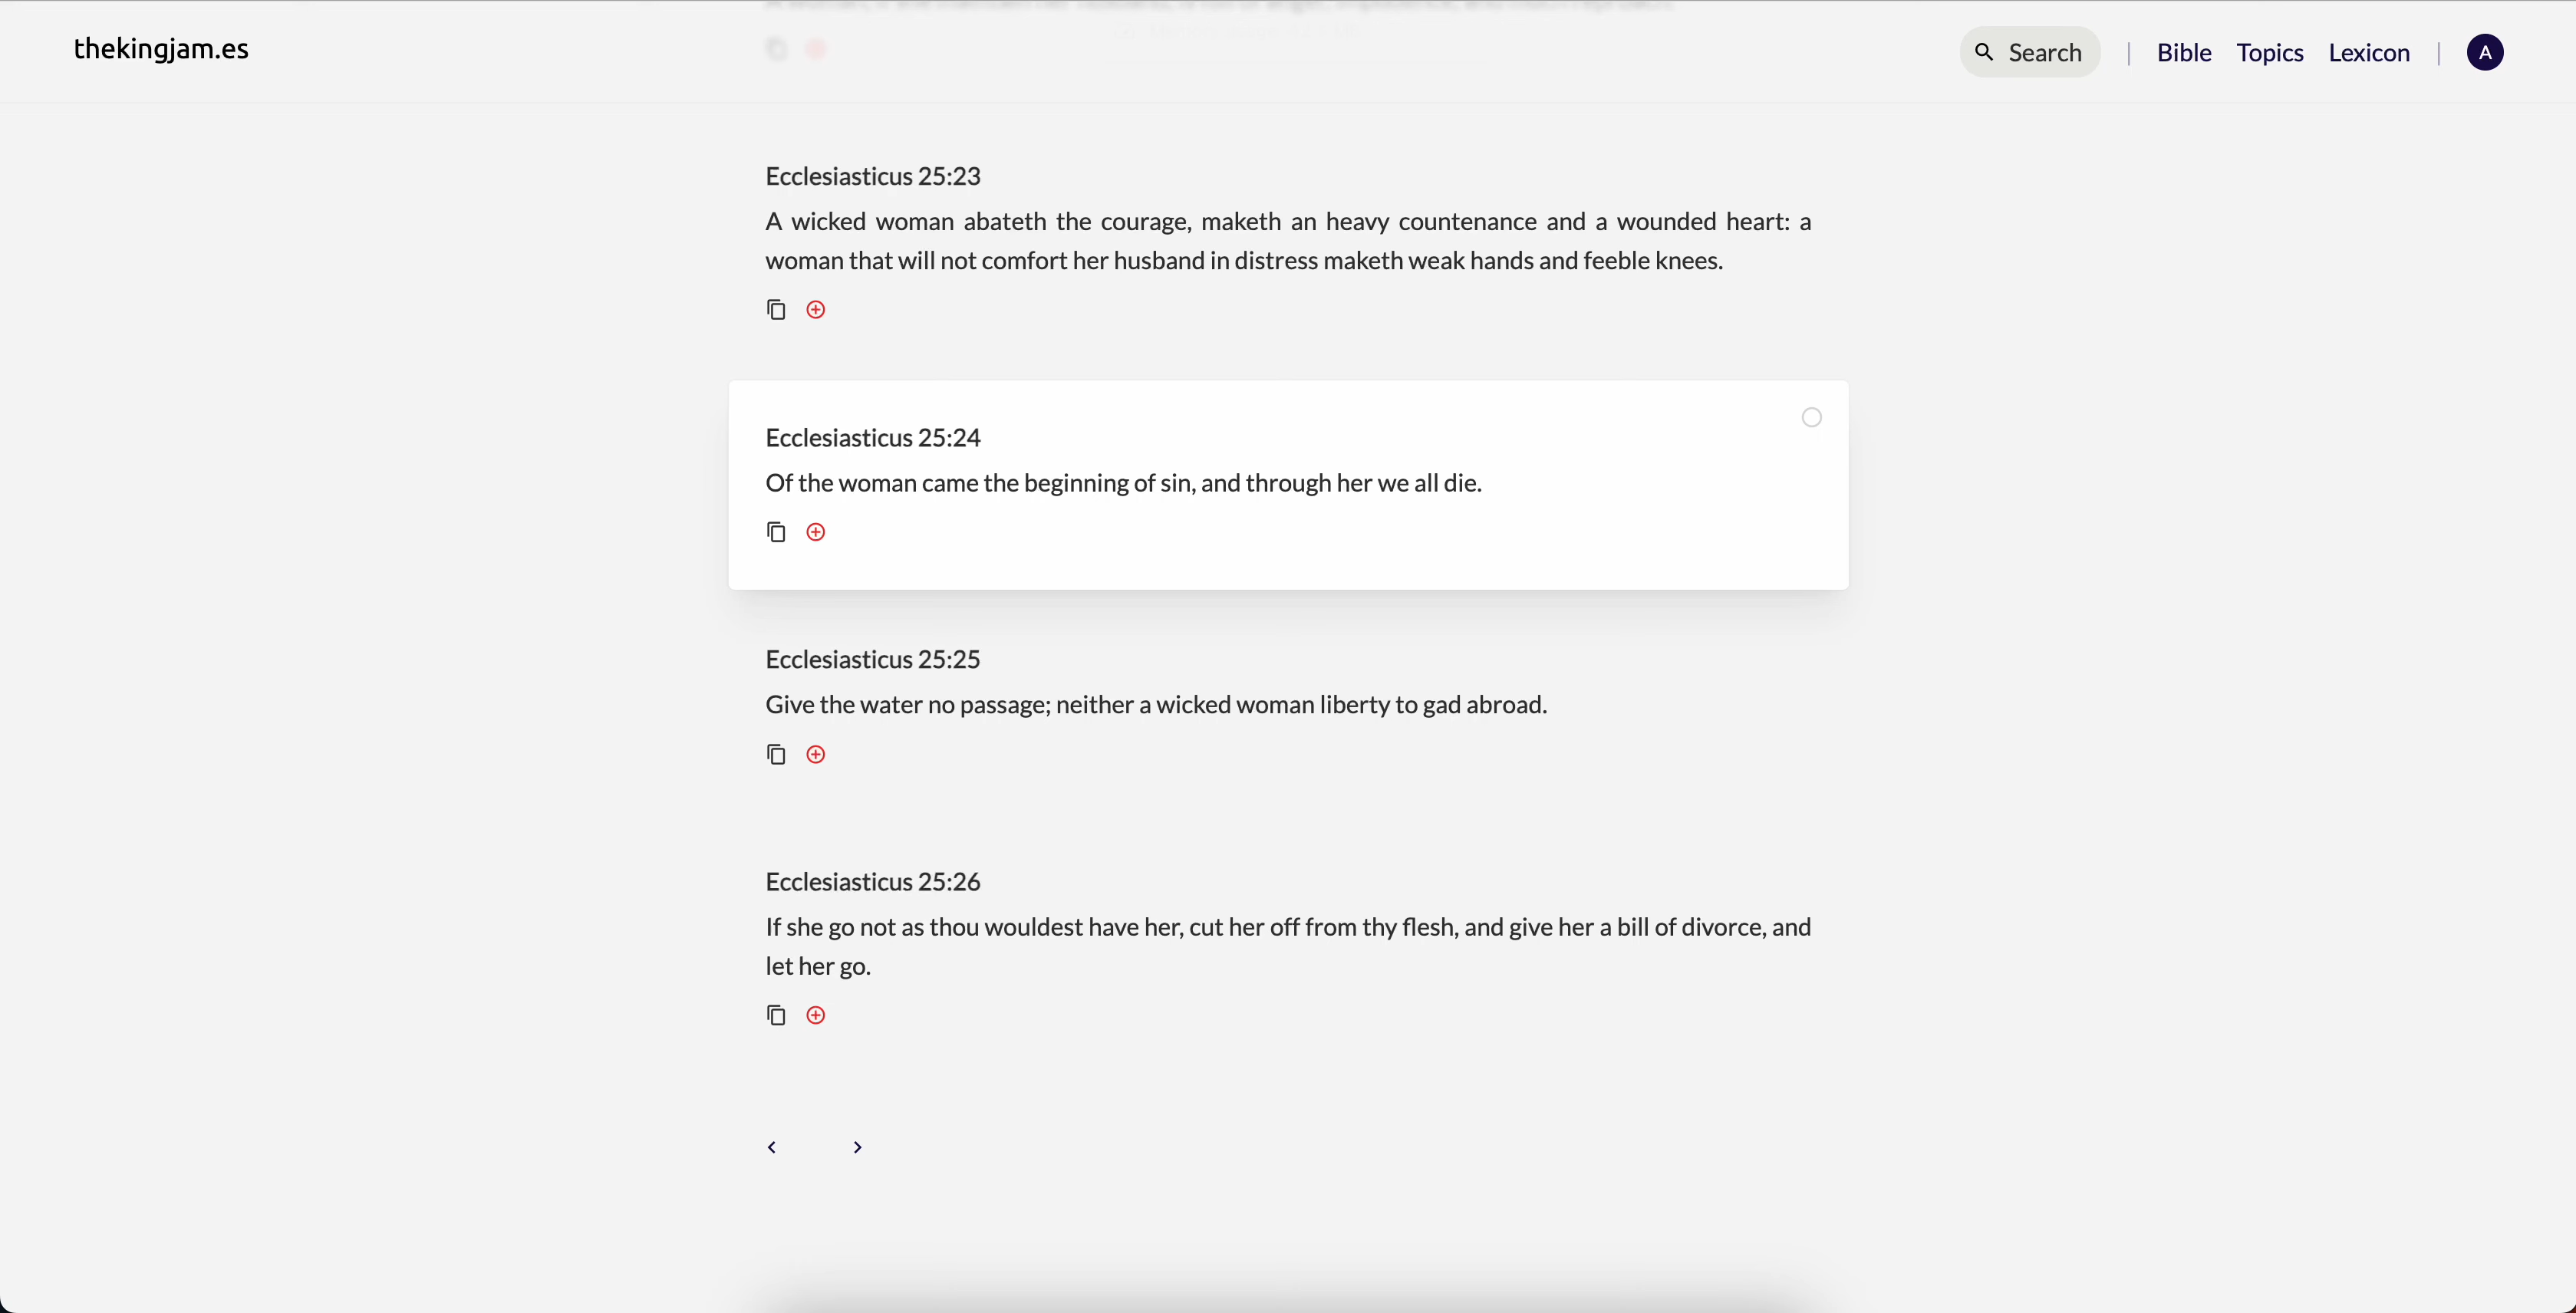 thekingjam.es
Search | Bible Topics Lexicon | A
Ecclesiasticus 25:23
A wicked woman abateth the courage, maketh an heavy countenance and a wounded heart: a
woman that will not comfort her husband in distress maketh weak hands and feeble knees.
Ecclesiasticus 25:24
Of the woman came the beginning of sin, and through her we all die.
Ecclesiasticus 25:25
Give the water no passage; neither a wicked woman liberty to gad abroad.
Ecclesiasticus 25:26
If she go not as thou wouldest have her, cut her off from thy flesh, and give her a bill of divorce, and
let her go.